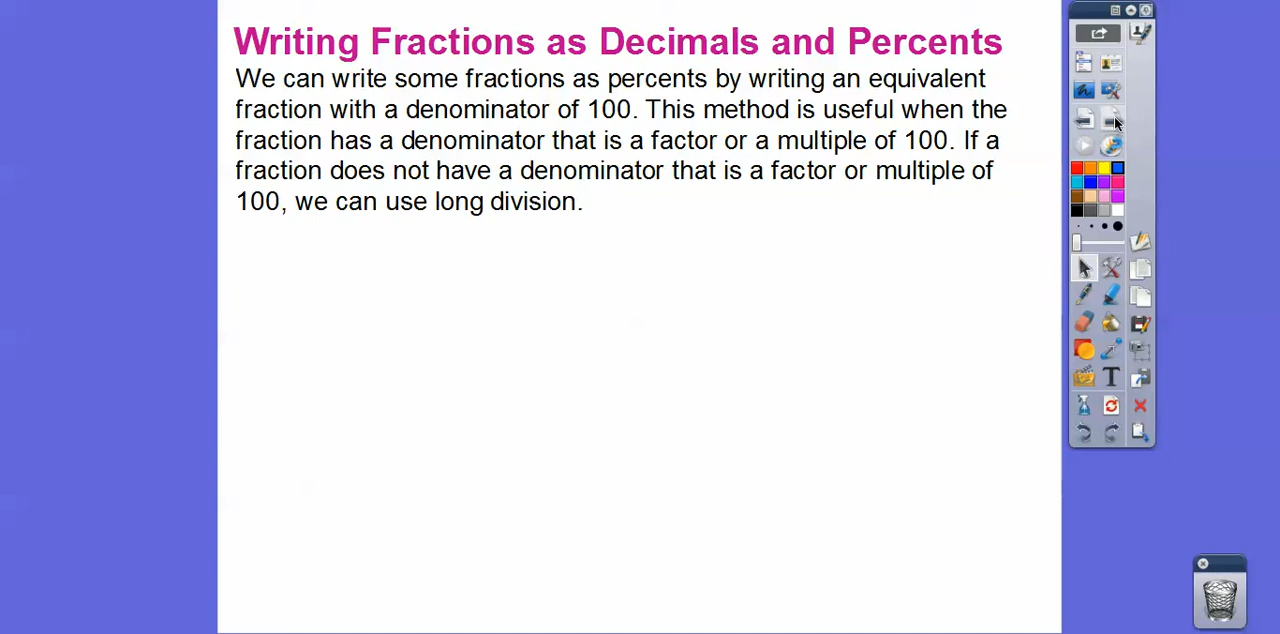 Writing Fractions as Decimals and Percents
We can write some fractions as percents by writing an equivalent
fraction with a denominator of 100. This method is useful when the
fraction has a denominator that is a factor or a multiple of 100. If a
fraction does not have a denominator that is a factor or multiple of
100, we can use long division.
T